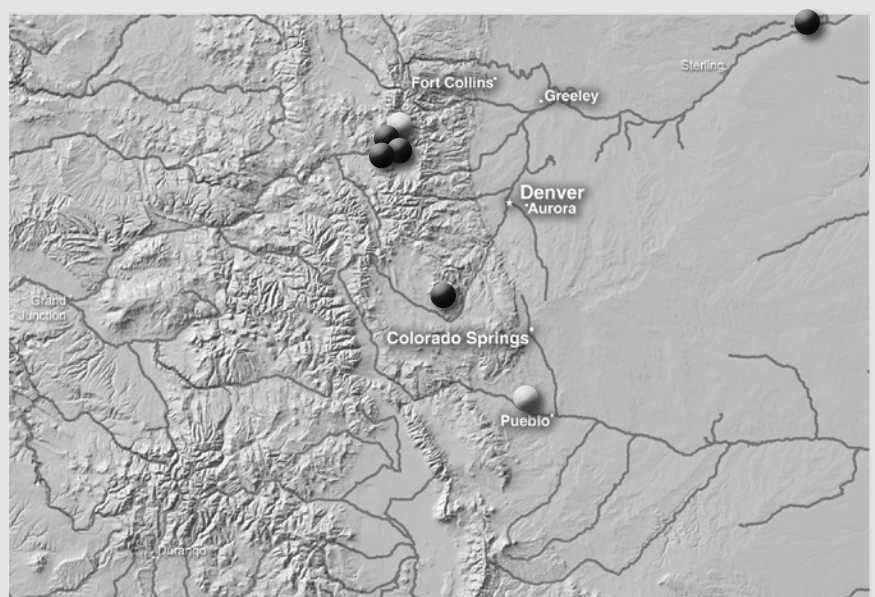 Sterling
Fort Collins
Greeley
Denver
Aurora
Grand
Junction
Colorado Springs
Pueblo
Durango